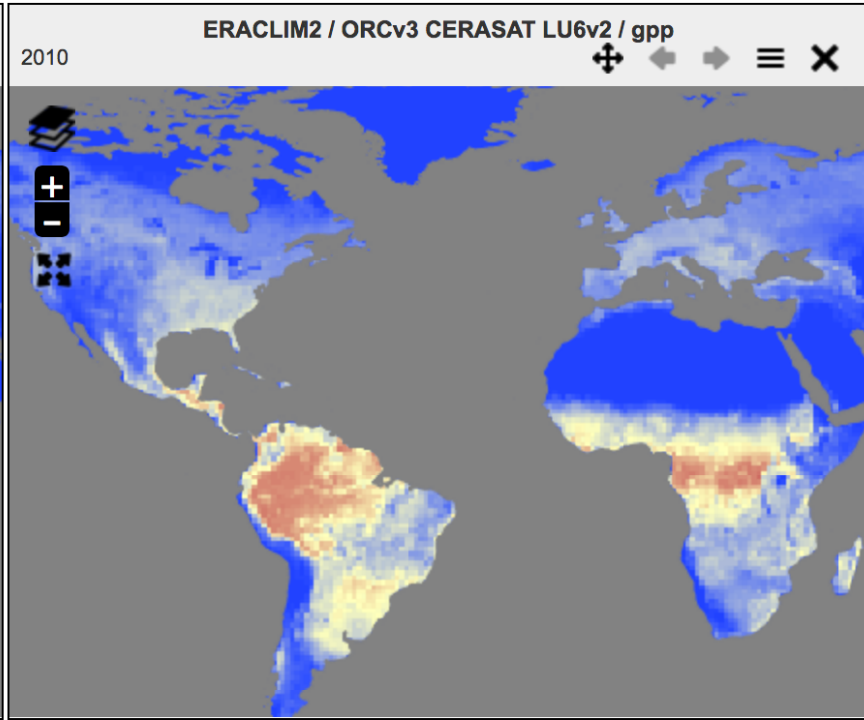 ERACLIM2 / ORCv3 CERASAT LU6v2 / gpp
2010
+
−